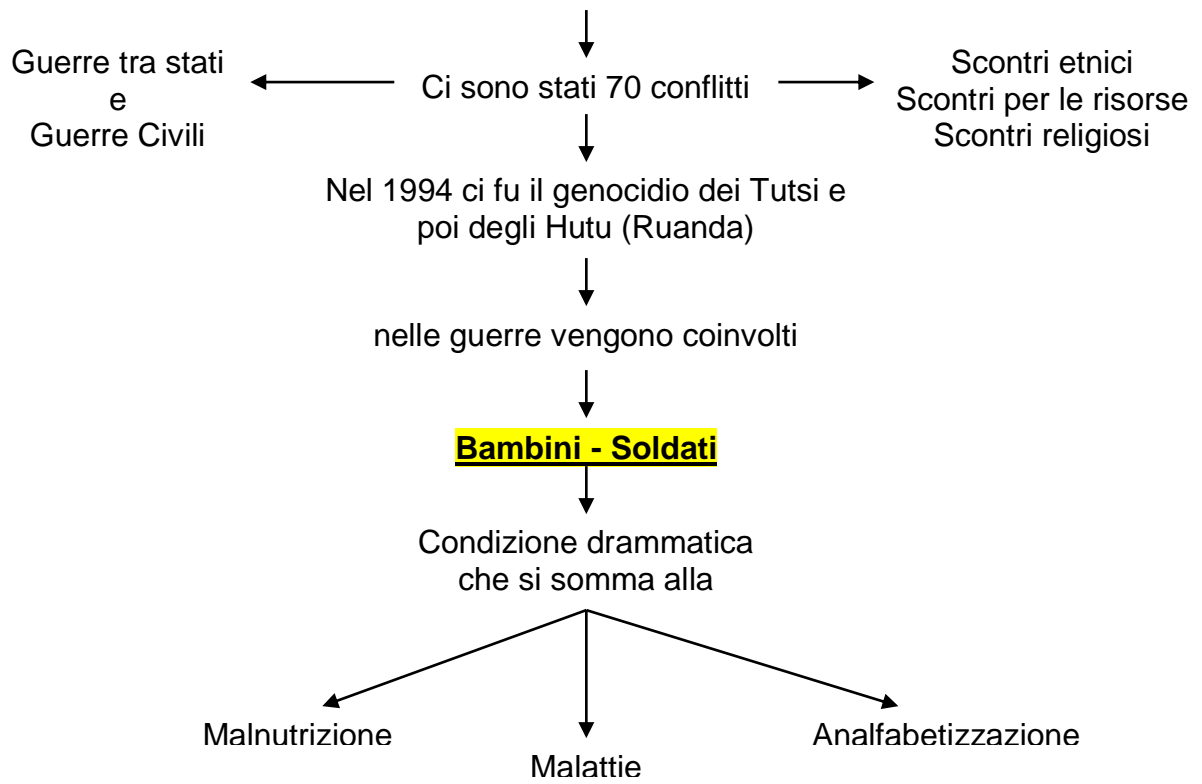 Guerre tra stati
e
Guerre Civili
Ci sono stati 70 conflitti
Scontri etnici
Scontri per le risorse
Scontri religiosi
Nel 1994 ci fu il genocidio dei Tutsi e
poi degli Hutu (Ruanda)
nelle guerre vengono coinvolti
Bambini - Soldati
Condizione drammatica
che si somma alla
Malnutrizione
Malattie
Analfabetizzazione